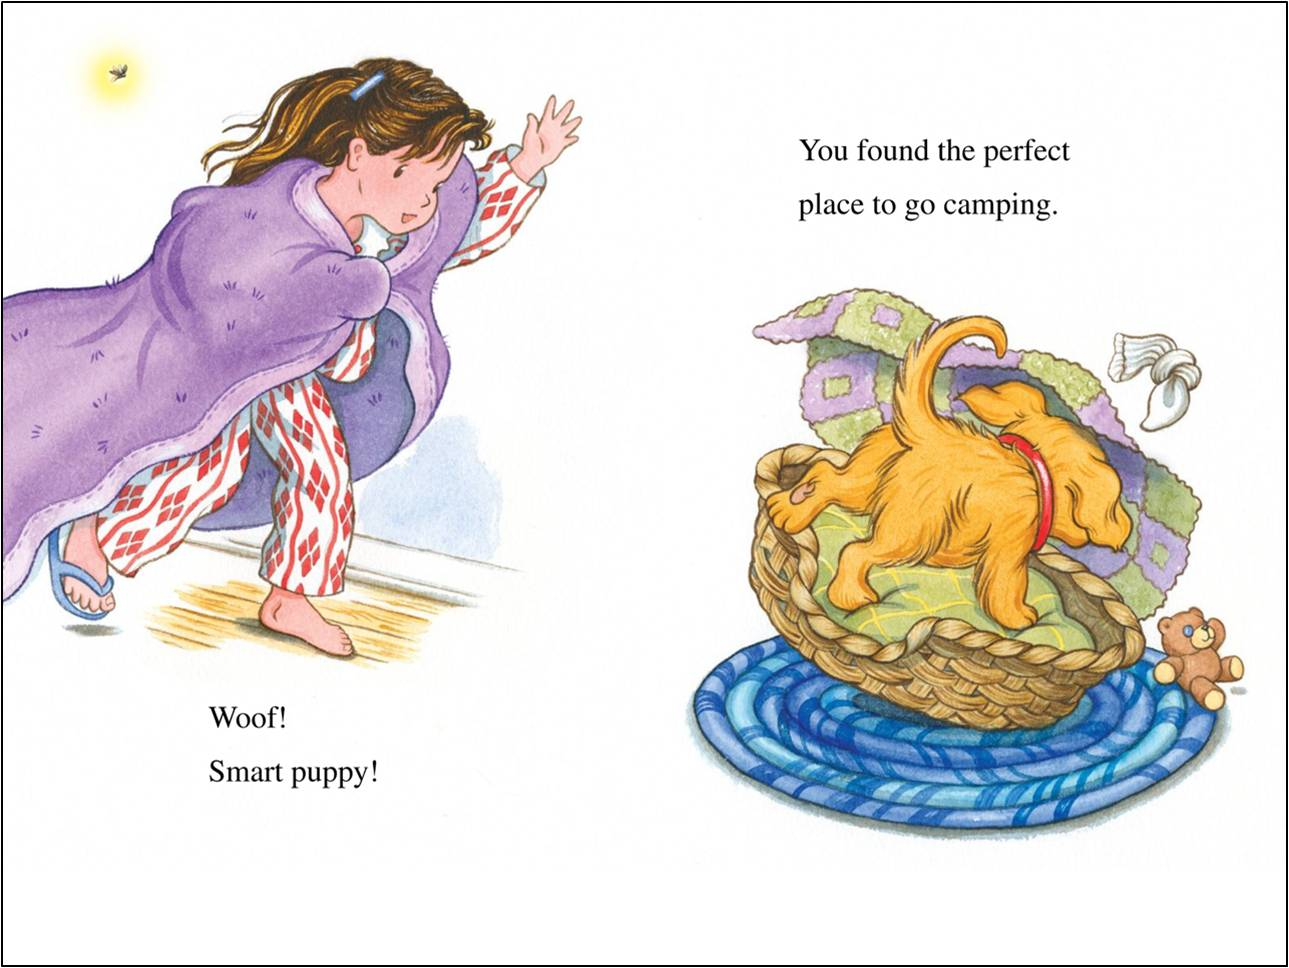 Woof!
Smart puppy!
You found the perfect
place to go camping.